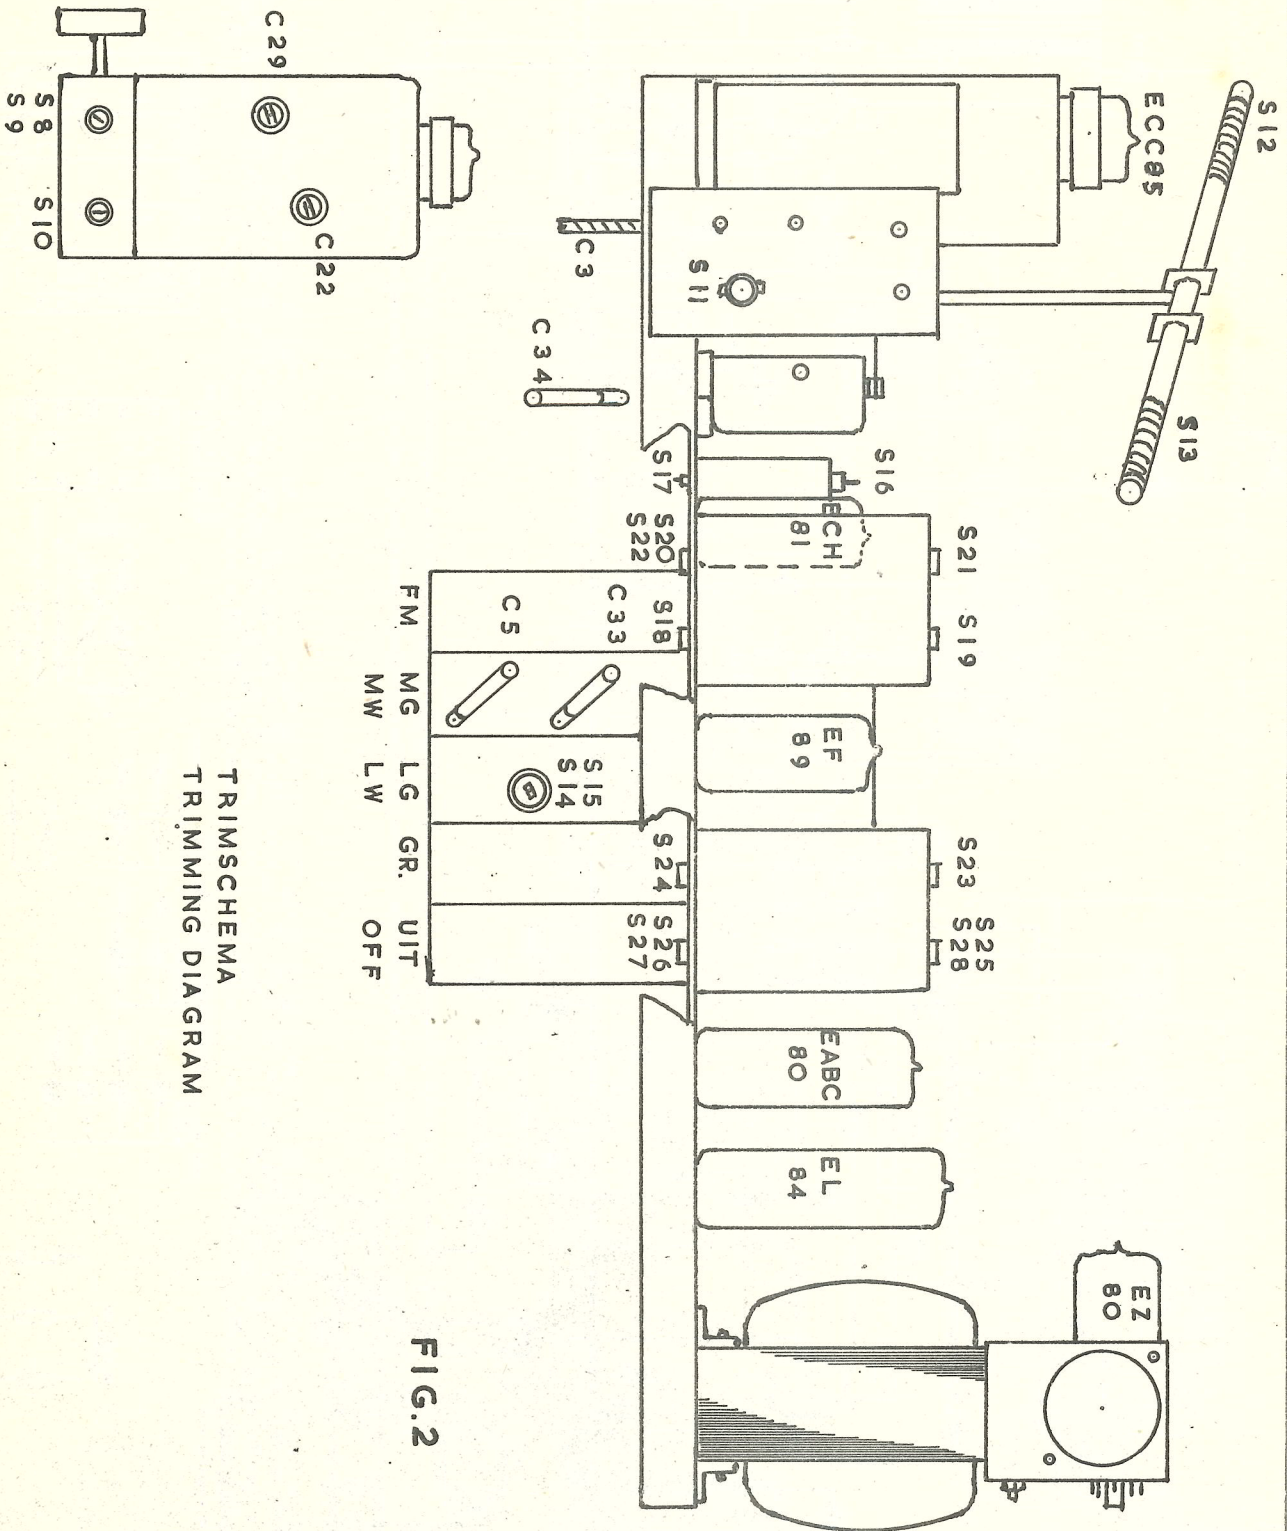 S12
S13
ECC85
S16
S21
S19
S23
S25
S28
EZ
80
ECH
81
EF
89
EABC
80
EL
84
S11
S17
S20
S22
S18
S24
S26
S27
C3
C34
C33
C5
S15
S14
FM
MG
MW
LG
LW
GR.
UIT
OFF
C29
C22
S8
S9
S10
TRIMSCHEMA
TRIMMING DIAGRAM
FIG.2